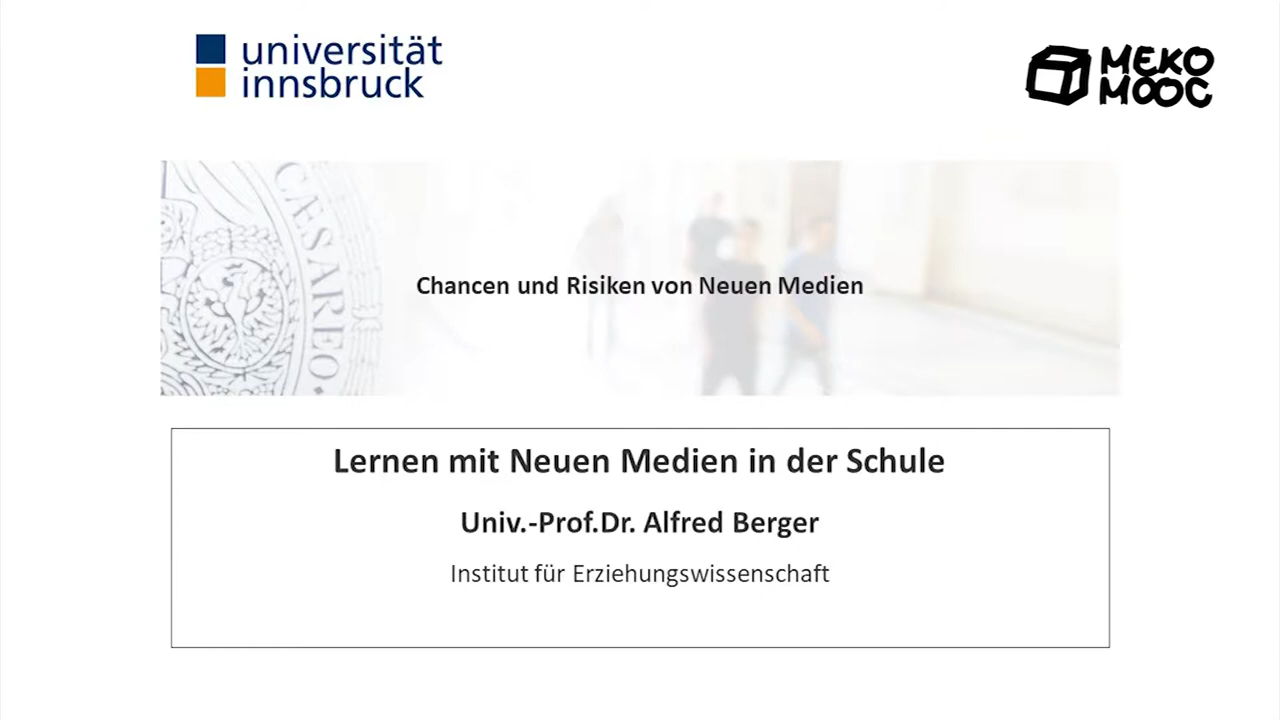 universität
innsbruck
MEKO
MOOC
CÆSAREO
Chancen und Risiken von Neuen Medien
Lernen mit Neuen Medien in der Schule
Univ.-Prof.Dr. Alfred Berger
Institut für Erziehungswissenschaft